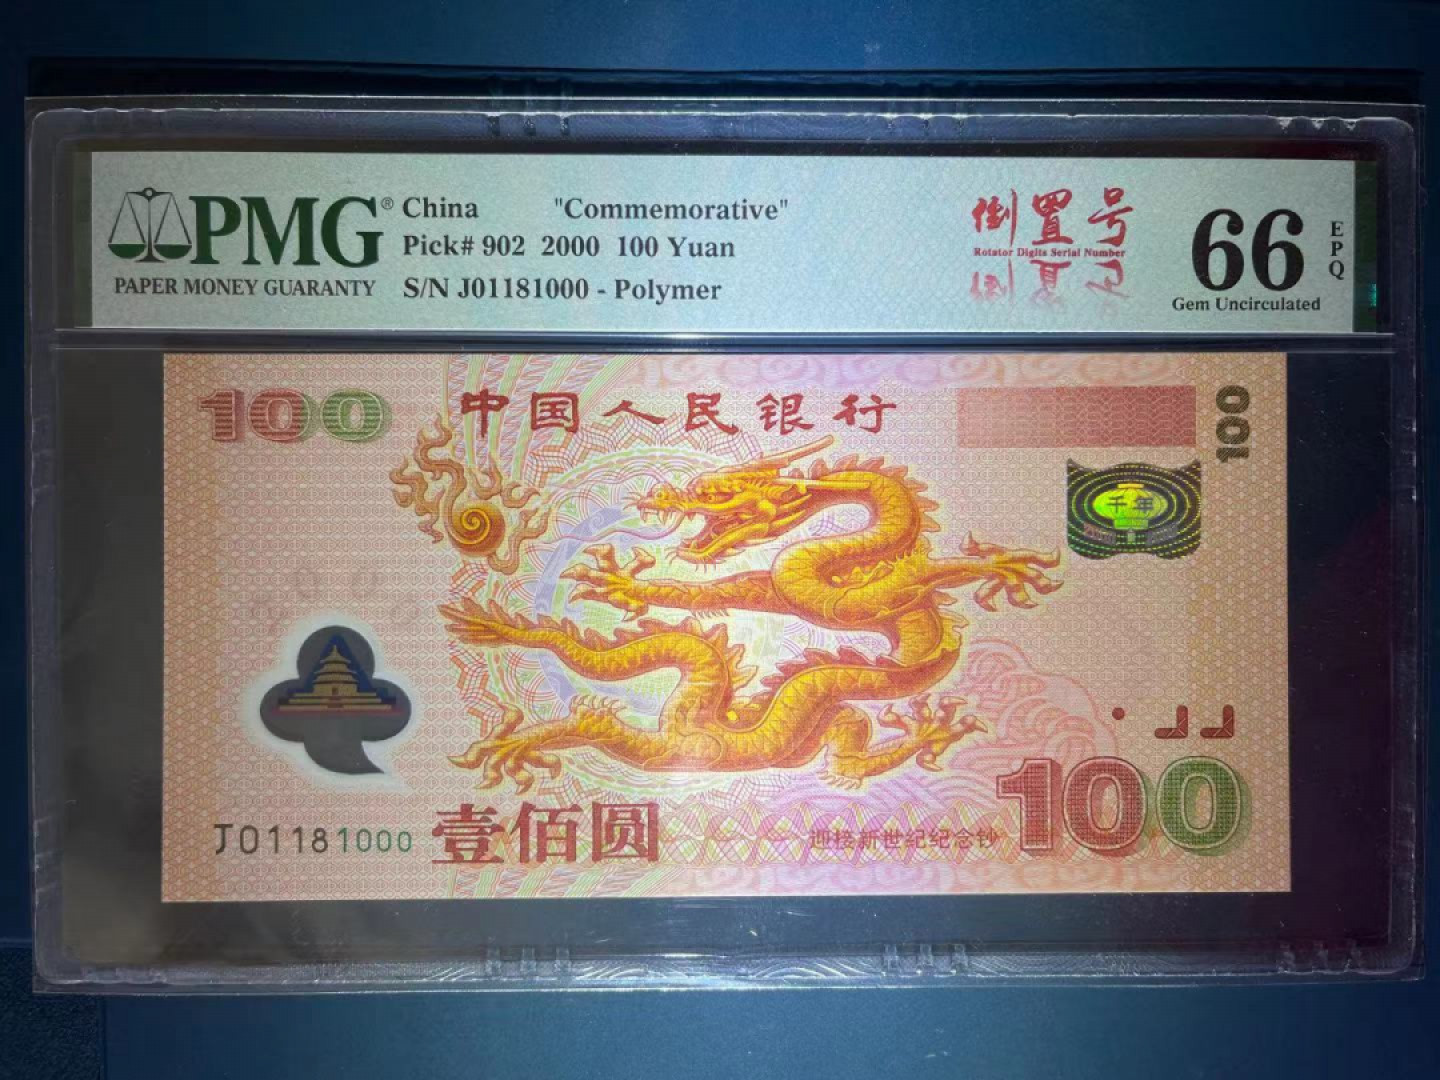 PMG®
PAPER MONEY GUARANTY
China "Commemorative"
Pick# 902 2000 100 Yuan
S/N J01181000 - Polymer
倒置号
Rotator Digits Serial Number
66
EPQ
Gem Uncirculated
100
中国人民银行
100
千年
J01181000
壹佰圆
迎接新世纪纪念钞
100